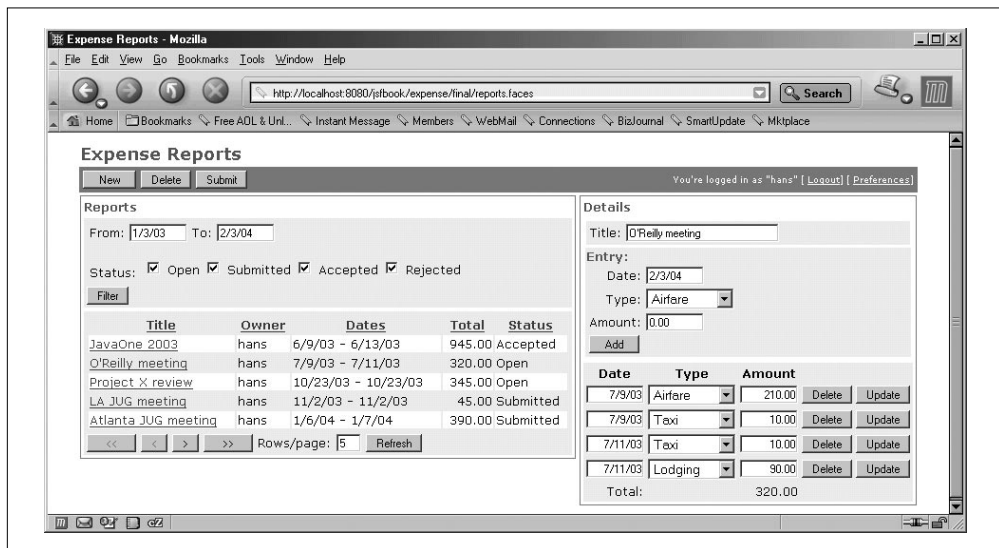 Expense Reports - Mozilla
File Edit View Go Bookmarks Tools Window Help
http://localhost:8080/jsfbook/expense/final/reports.faces
Search
Home Bookmarks Free AOL & Unl... Instant Message Members WebMail Connections BizJournal SmartUpdate Mktplace
Expense Reports
New Delete Submit
You're logged in as "hans" [ Logout] [ Preferences]
Reports
From: 1/3/03 To: 2/3/04
Status: Open Submitted Accepted Rejected
Filter
Title Owner Dates Total Status
JavaOne 2003 hans 6/9/03 - 6/13/03 945.00 Accepted
O'Reilly meeting hans 7/9/03 - 7/11/03 320.00 Open
Project X review hans 10/23/03 - 10/23/03 345.00 Open
LA JUG meeting hans 11/2/03 - 11/2/03 45.00 Submitted
Atlanta JUG meeting hans 1/6/04 - 1/7/04 390.00 Submitted
<< < > >> Rows/page: 5 Refresh
Details
Title: O'Reilly meeting
Entry:
Date: 2/3/04
Type: Airfare
Amount: 0.00
Add
Date Type Amount
7/9/03 Airfare 210.00 Delete Update
7/9/03 Taxi 10.00 Delete Update
7/11/03 Taxi 10.00 Delete Update
7/11/03 Lodging 90.00 Delete Update
Total: 320.00